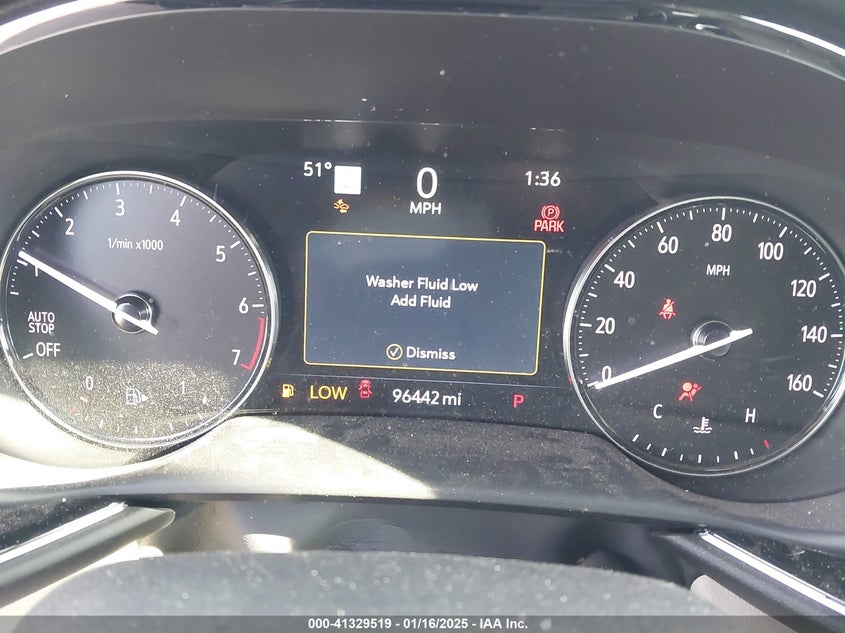 51°
0
MPH
1:36
PARK
Washer Fluid Low
Add Fluid
Dismiss
LOW
96442 mi
P
1
2
3
4
5
6
7
1/min x1000
AUTO
STOP
OFF
0
0
20
40
60
80
100
120
140
160
MPH
C
H
000-41329519 - 01/16/2025 - IAA Inc.